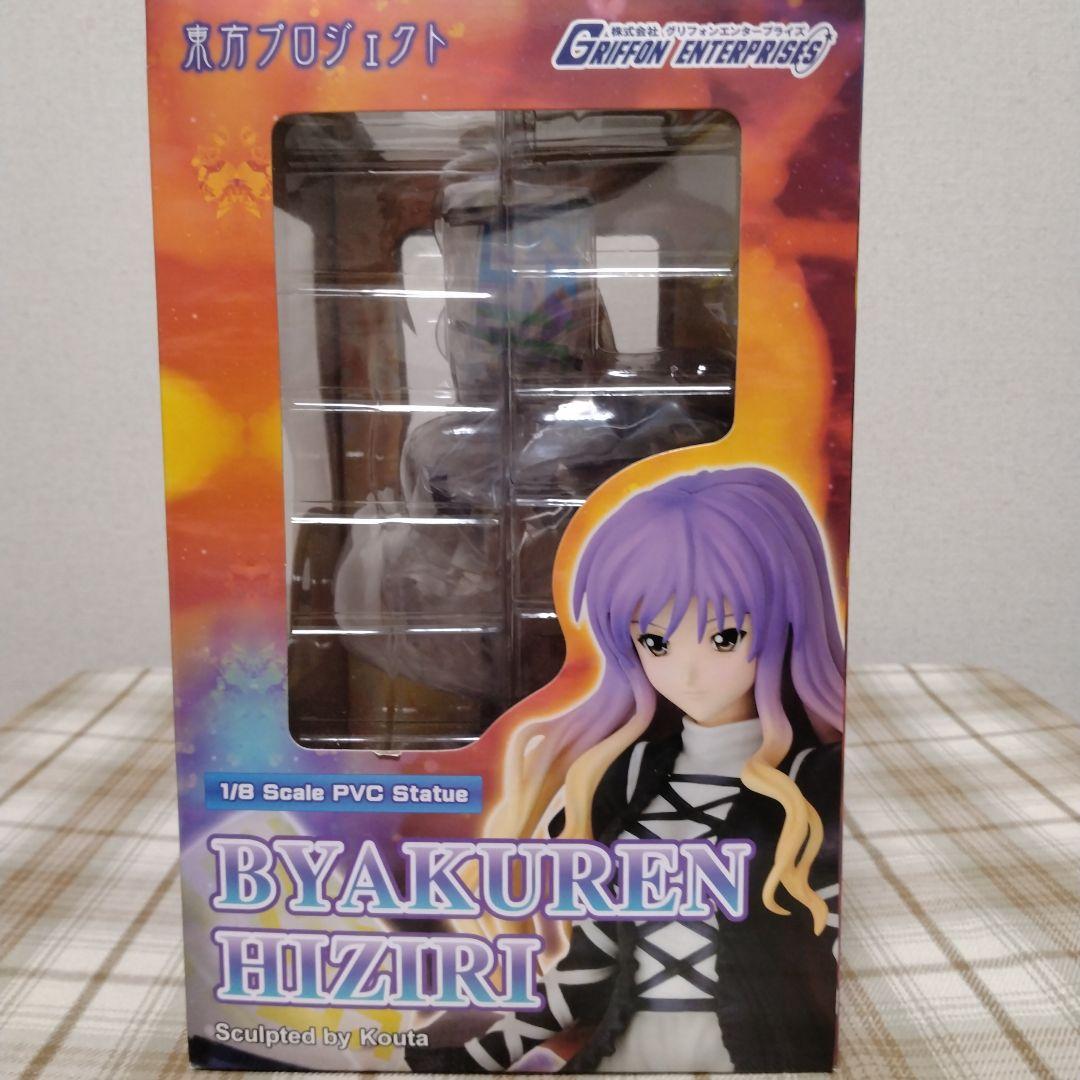 東方プロジェクト
株式会社 グリフォンエンタープライズ
GRIFFON ENTERPRISES
1/8 Scale PVC Statue
BYAKUREN
HIZIRI
Sculpted by Kouta